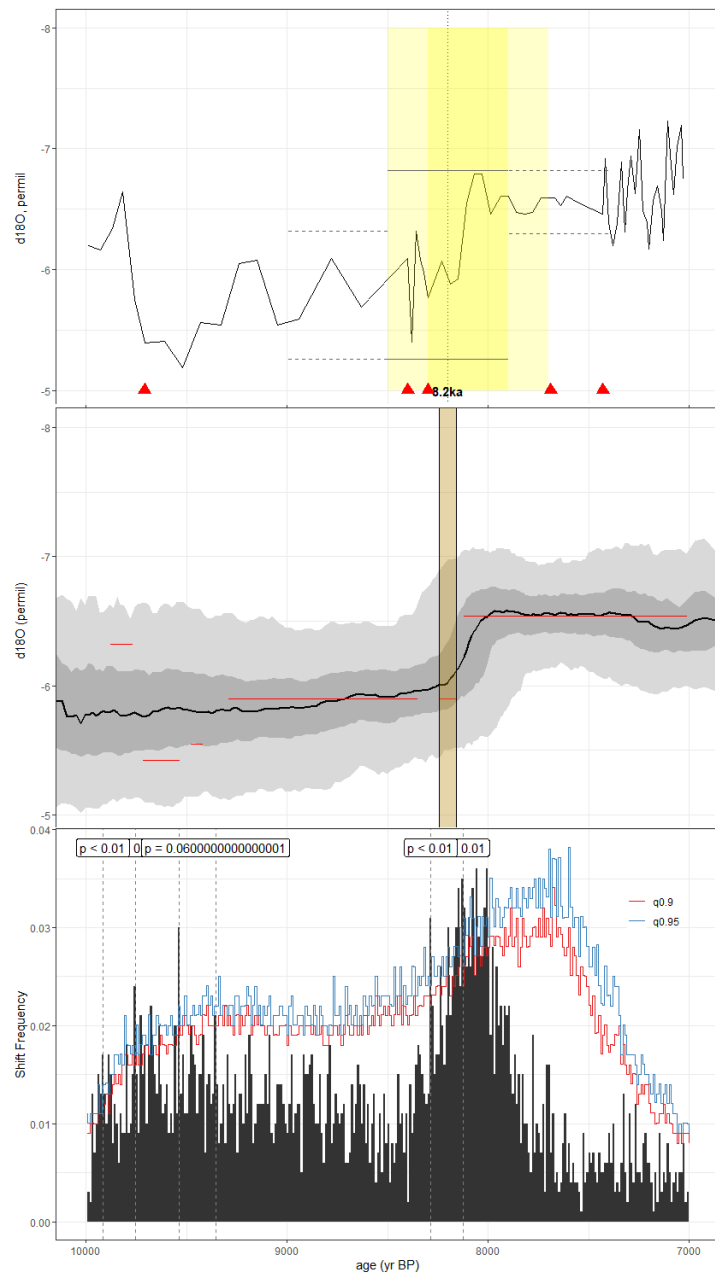 -8
-7
d18O, permil
-6
-5
8.2ka
-8
-7
d18O (permil)
-6
-5
0.04
p < 0.01
p = 0.0600000000000001
p < 0.01
0.01
0.03
q0.9
q0.95
Shift Frequency
0.02
0.01
0.00
10000 9000 8000 7000
age (yr BP)